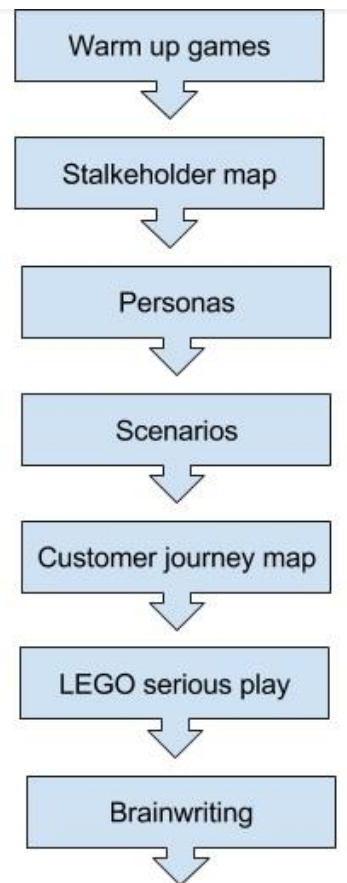 Warm up games
Stalkeholder map
Personas
Scenarios
Customer journey map
LEGO serious play
Brainwriting